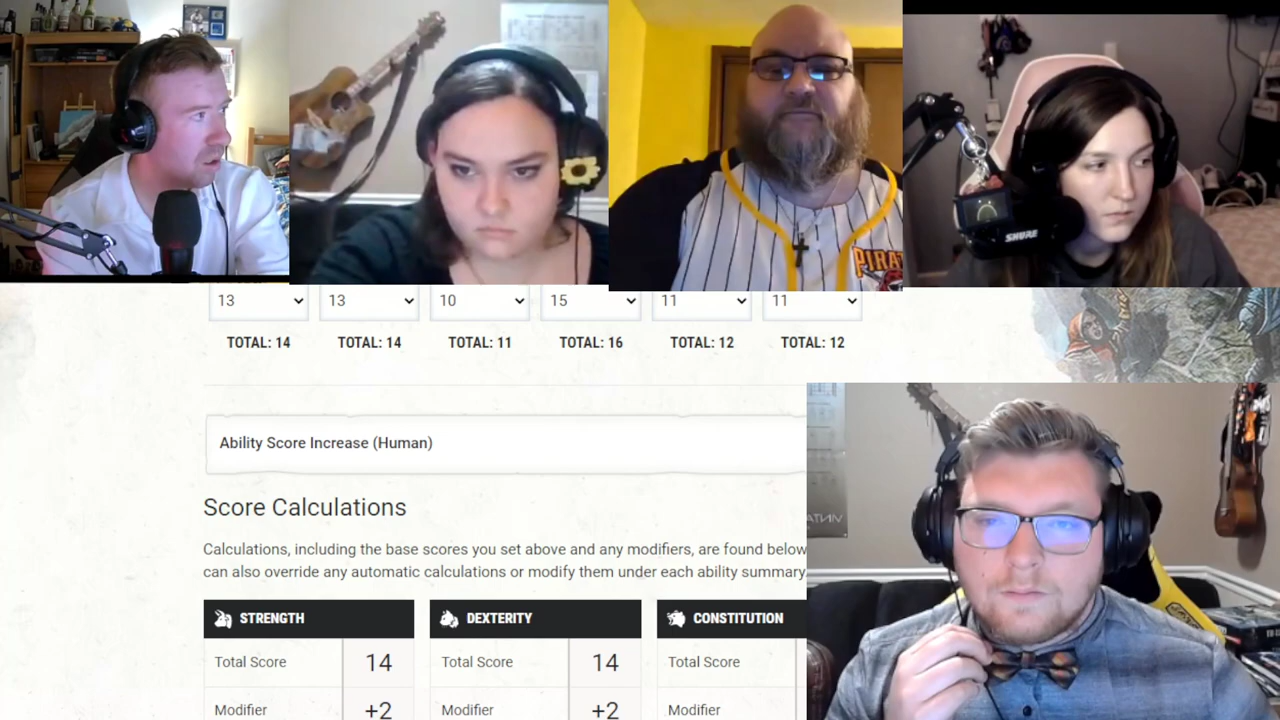 SHURE
PIRA
13 13 10 15 11 11
TOTAL: 14 TOTAL: 14 TOTAL: 11 TOTAL: 16 TOTAL: 12 TOTAL: 12
Ability Score Increase (Human)
Score Calculations
Calculations, including the base scores you set above and any modifiers, are found below
can also override any automatic calculations or modify them under each ability summary.
STRENGTH DEXTERITY CONSTITUTION
Total Score 14 Total Score 14 Total Score
Modifier +2 Modifier +2 Modifier